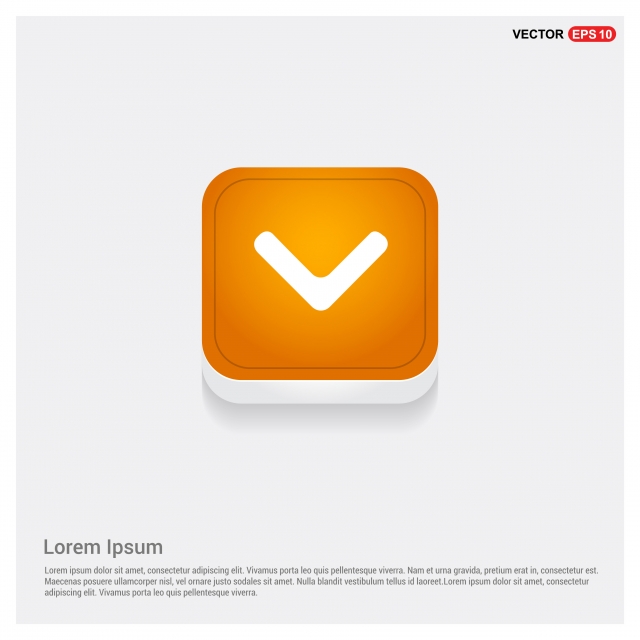 VECTOR EPS 10
Lorem Ipsum
Lorem ipsum dolor sit amet, consectetur adipiscing elit. Vivamus porta leo quis pellentesque viverra. Nam et urna gravida, pretium erat in, consectetur est.
Maecenas posuere ullamcorper nisl, vitae ornare justo sodales sit amet. Nulla blandit vestibulum tellus id laoreet.Lorem ipsum dolor sit amet, consectetur
adipiscing elit. Vivamus porta leo quis pellentesque viverra.